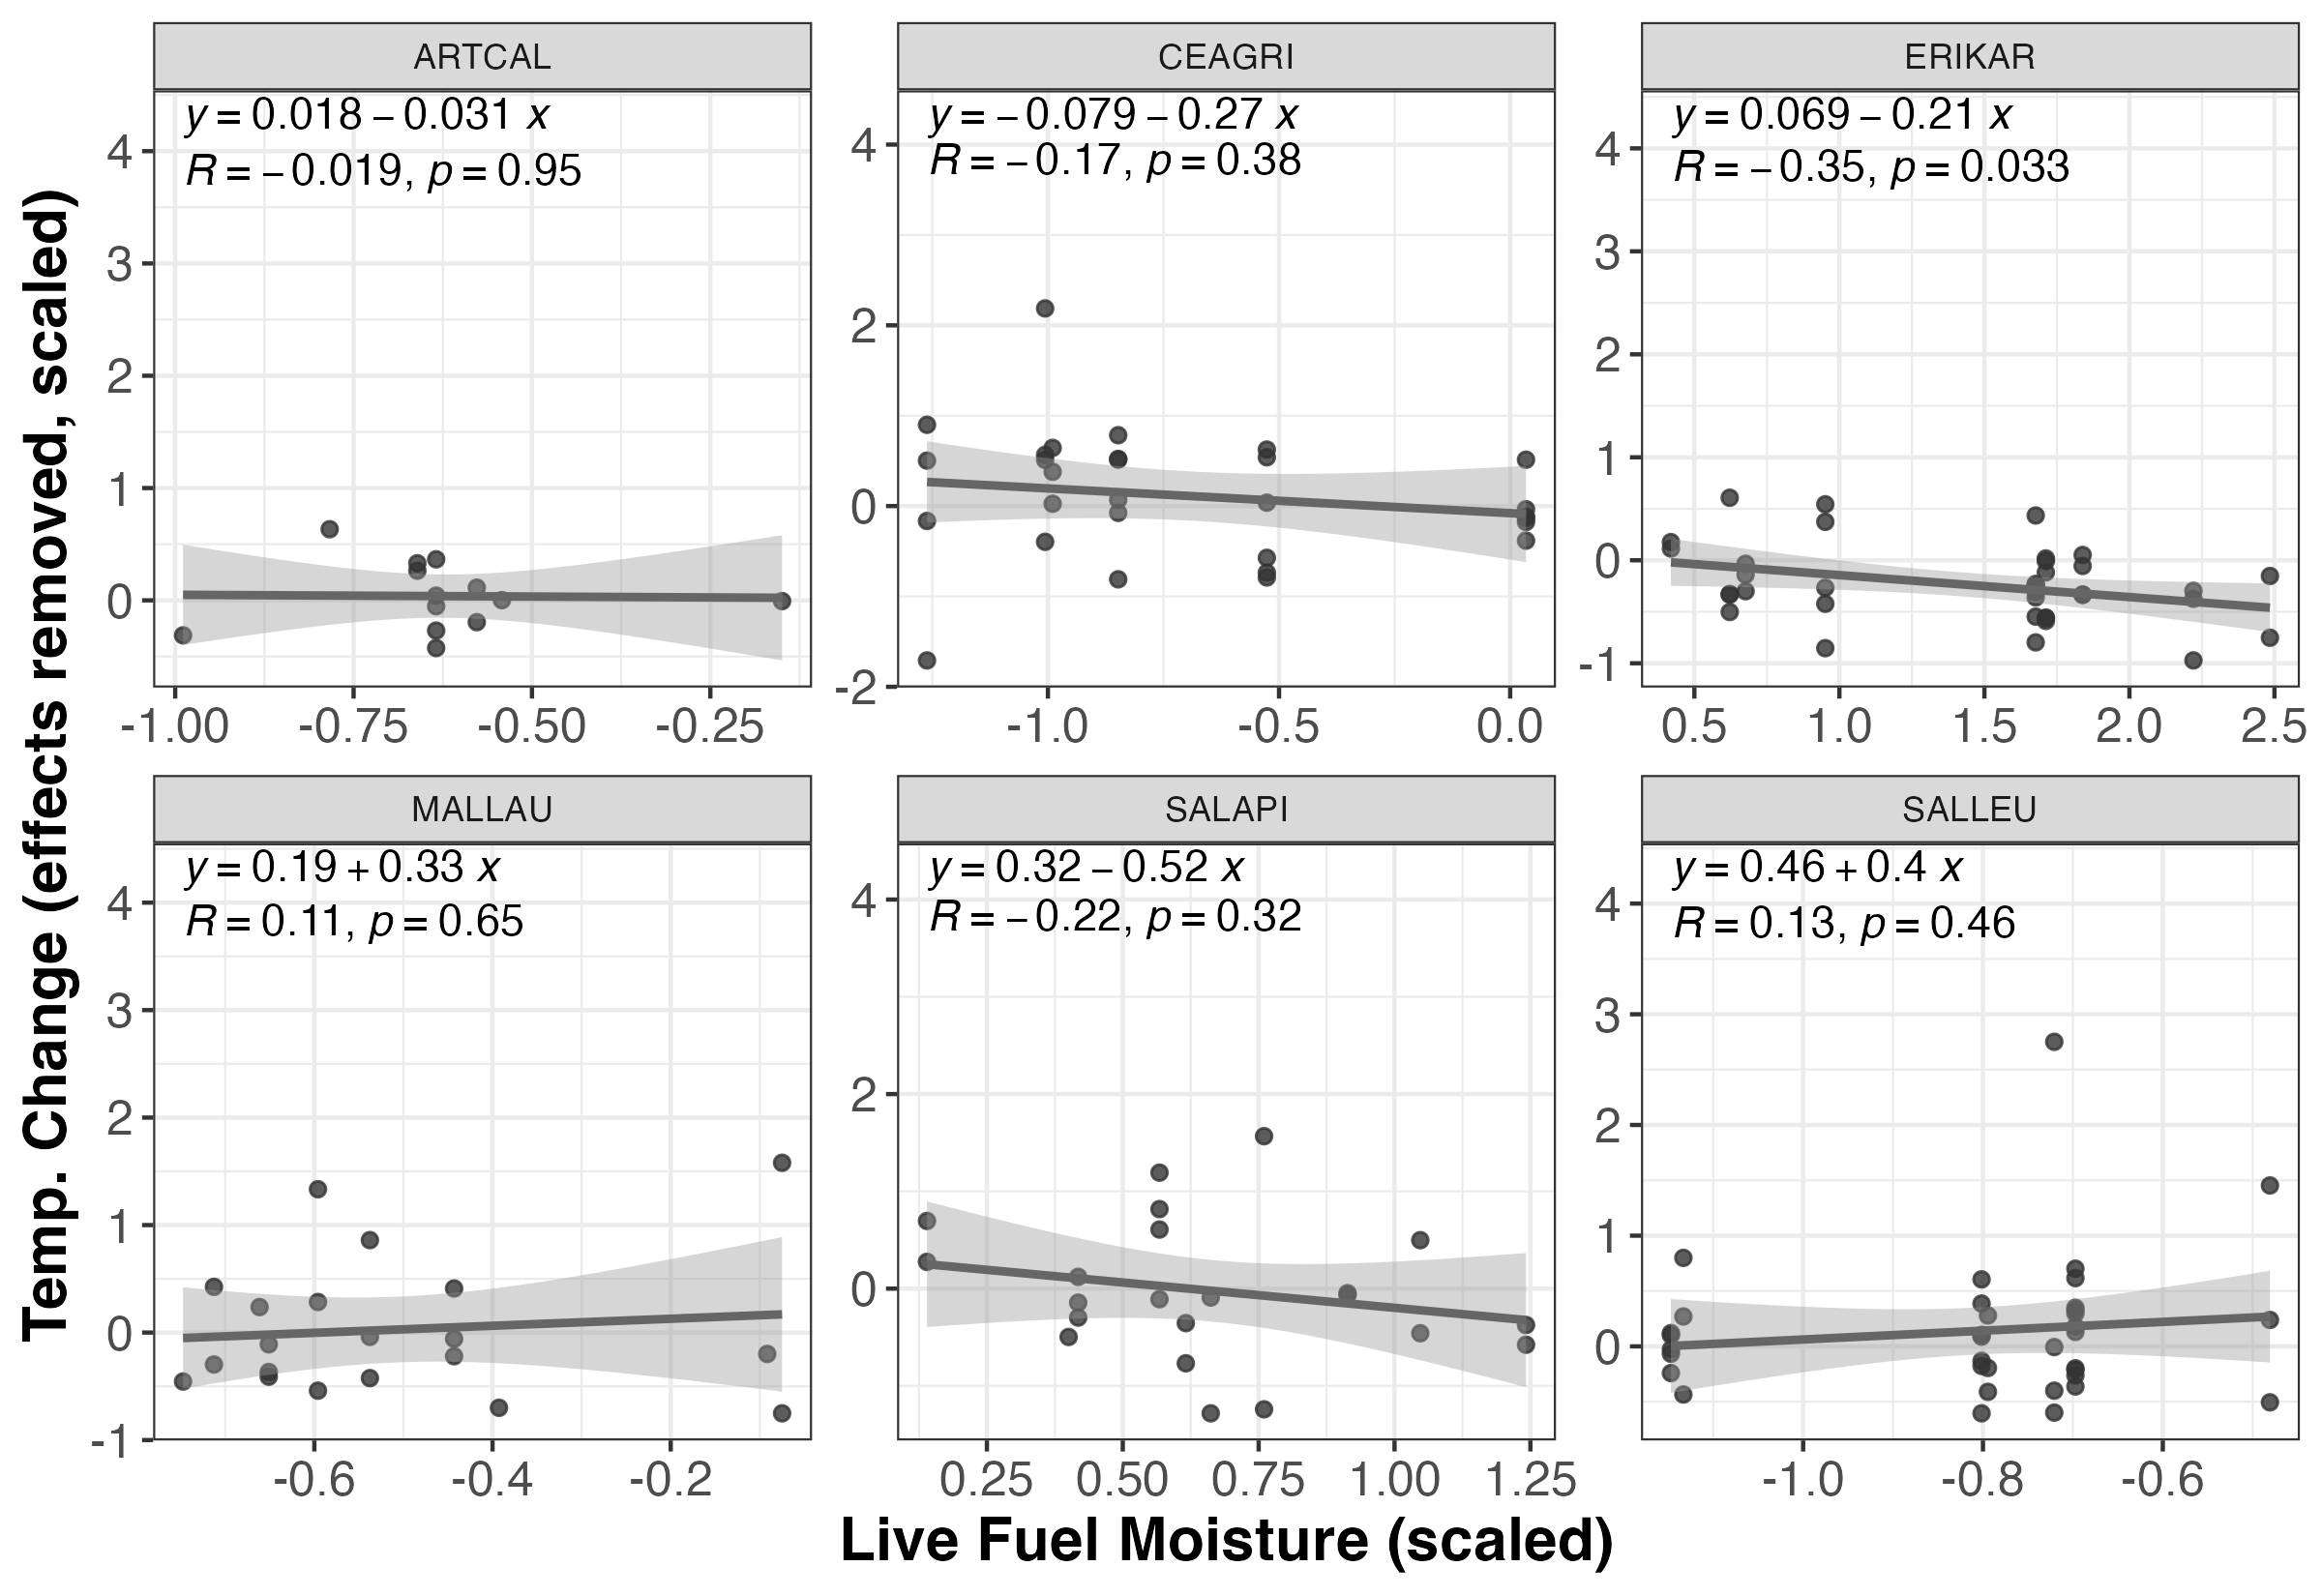 Temp. Change (effects removed, scaled)
ARTCAL
y = 0.018 − 0.031 x
R = −0.019, p = 0.95
4
3
2
1
0
-1.00 -0.75 -0.50 -0.25
CEAGRI
y = −0.079 − 0.27 x
R = −0.17, p = 0.38
4
2
0
-2
-1.0 -0.5 0.0
ERIKAR
y = 0.069 − 0.21 x
R = −0.35, p = 0.033
4
3
2
1
0
-1
0.5 1.0 1.5 2.0 2.5
MALLAU
y = 0.19 + 0.33 x
R = 0.11, p = 0.65
4
3
2
1
0
-1
-0.6 -0.4 -0.2
SALAPI
y = 0.32 − 0.52 x
R = −0.22, p = 0.32
4
2
0
0.25 0.50 0.75 1.00 1.25
SALLEU
y = 0.46 + 0.4 x
R = 0.13, p = 0.46
4
3
2
1
0
-1.0 -0.8 -0.6
Live Fuel Moisture (scaled)